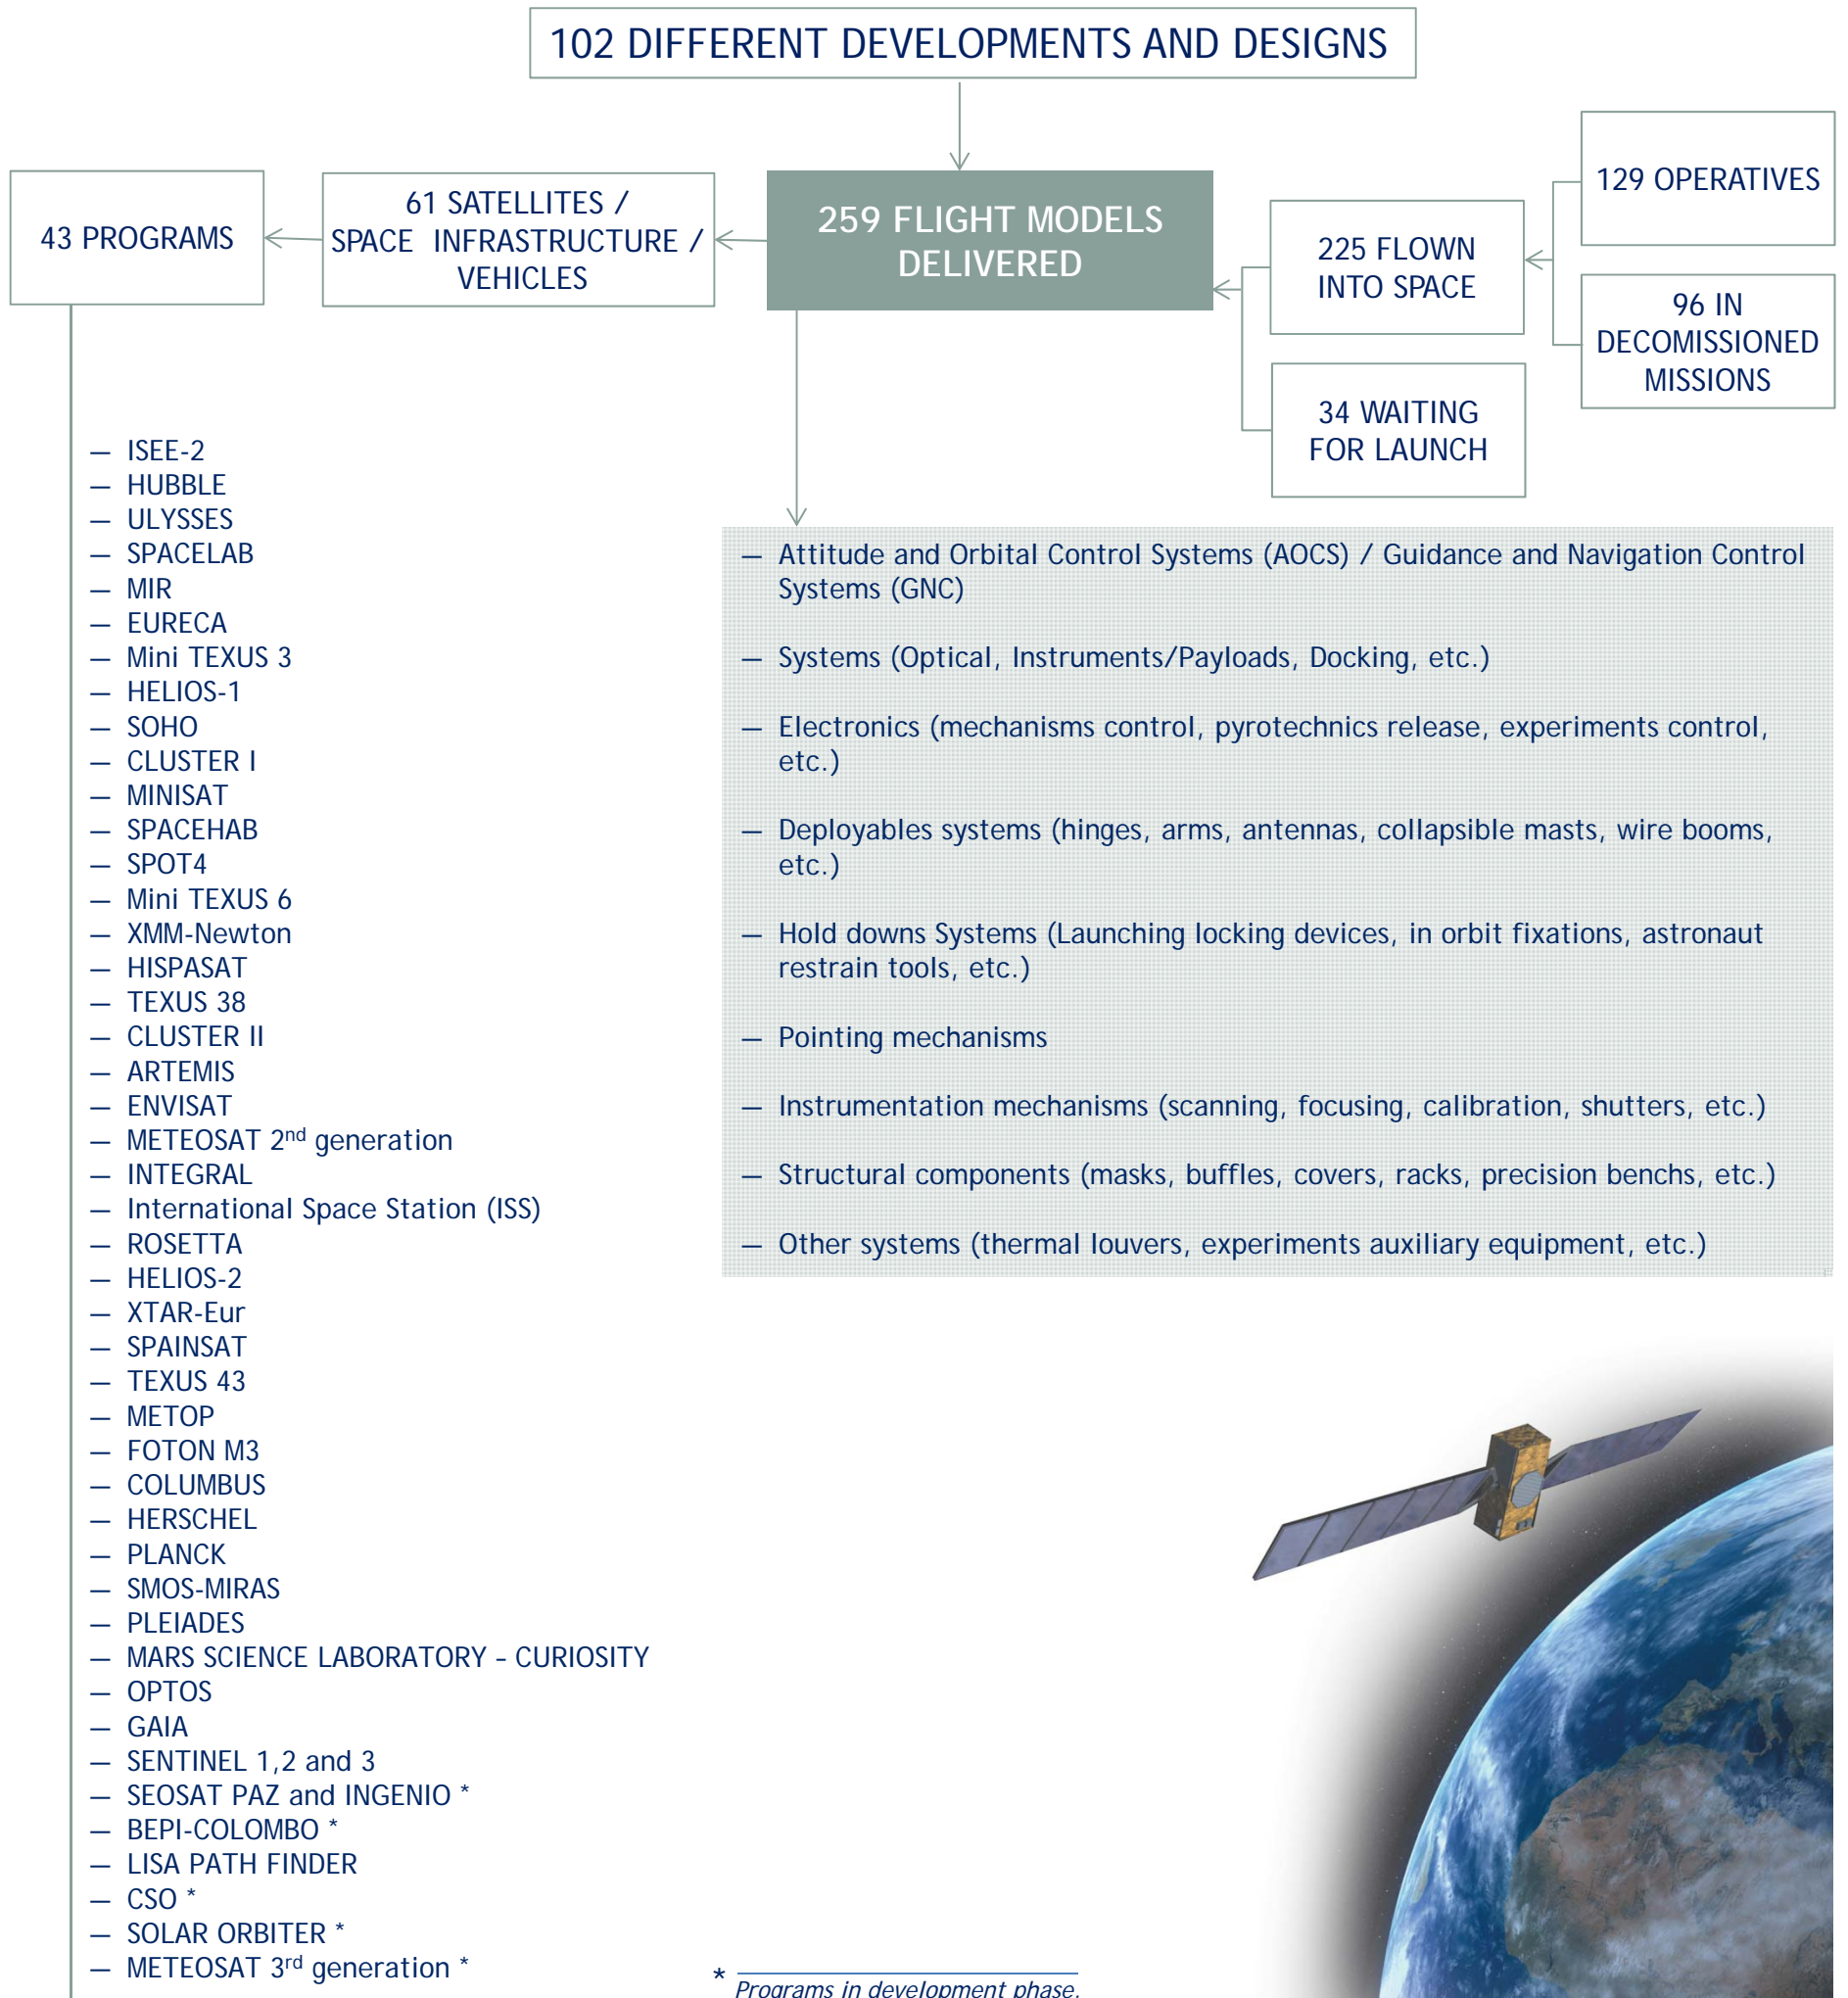 102 DIFFERENT DEVELOPMENTS AND DESIGNS
43 PROGRAMS
61 SATELLITES /
SPACE INFRASTRUCTURE /
VEHICLES
259 FLIGHT MODELS
DELIVERED
225 FLOWN
INTO SPACE
129 OPERATIVES
96 IN
DECOMISSIONED
MISSIONS
34 WAITING
FOR LAUNCH
— ISEE-2
— HUBBLE
— ULYSSES
— SPACELAB
— MIR
— EURECA
— Mini TEXUS 3
— HELIOS-1
— SOHO
— CLUSTER I
— MINISAT
— SPACEHAB
— SPOT4
— Mini TEXUS 6
— XMM-Newton
— HISPASAT
— TEXUS 38
— CLUSTER II
— ARTEMIS
— ENVISAT
— METEOSAT 2nd generation
— INTEGRAL
— International Space Station (ISS)
— ROSETTA
— HELIOS-2
— XTAR-Eur
— SPAINSAT
— TEXUS 43
— METOP
— FOTON M3
— COLUMBUS
— HERSCHEL
— PLANCK
— SMOS-MIRAS
— PLEIADES
— MARS SCIENCE LABORATORY - CURIOSITY
— OPTOS
— GAIA
— SENTINEL 1,2 and 3
— SEOSAT PAZ and INGENIO *
— BEPI-COLOMBO *
— LISA PATH FINDER
— CSO *
— SOLAR ORBITER *
— METEOSAT 3rd generation *
— Attitude and Orbital Control Systems (AOCS) / Guidance and Navigation Control
Systems (GNC)
— Systems (Optical, Instruments/Payloads, Docking, etc.)
— Electronics (mechanisms control, pyrotechnics release, experiments control,
etc.)
— Deployables systems (hinges, arms, antennas, collapsible masts, wire booms,
etc.)
— Hold downs Systems (Launching locking devices, in orbit fixations, astronaut
restrain tools, etc.)
— Pointing mechanisms
— Instrumentation mechanisms (scanning, focusing, calibration, shutters, etc.)
— Structural components (masks, buffles, covers, racks, precision benchs, etc.)
— Other systems (thermal louvers, experiments auxiliary equipment, etc.)
* Programs in development phase.